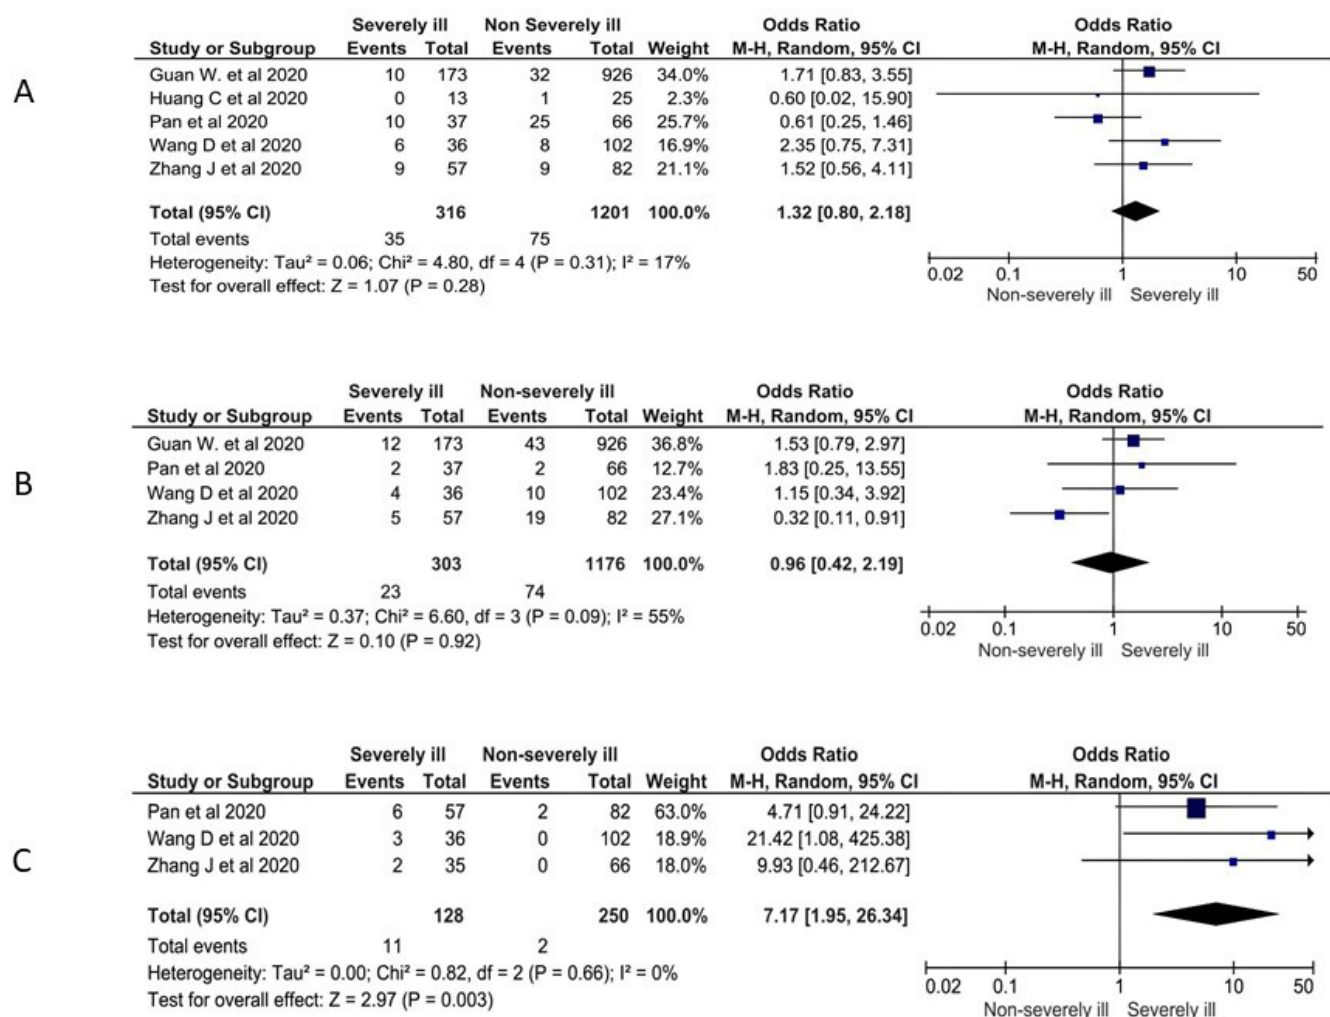 A
Severely ill Non Severely ill Odds Ratio Odds Ratio
Study or Subgroup Events Total Events Total Weight M-H, Random, 95% CI M-H, Random, 95% CI
Guan W. et al 2020 10 173 32 926 34.0% 1.71 [0.83, 3.55]
Huang C et al 2020 0 13 1 25 2.3% 0.60 [0.02, 15.90]
Pan et al 2020 10 37 25 66 25.7% 0.61 [0.25, 1.46]
Wang D et al 2020 6 36 8 102 16.9% 2.35 [0.75, 7.31]
Zhang J et al 2020 9 57 9 82 21.1% 1.52 [0.56, 4.11]
Total (95% CI) 316 1201 100.0% 1.32 [0.80, 2.18]
Total events 35 75
Heterogeneity: Tau² = 0.06; Chi² = 4.80, df = 4 (P = 0.31); I² = 17%
Test for overall effect: Z = 1.07 (P = 0.28)
0.02 0.1 1 10 50
Non-severely ill Severely ill
B
Severely ill Non-severely ill Odds Ratio Odds Ratio
Study or Subgroup Events Total Events Total Weight M-H, Random, 95% CI M-H, Random, 95% CI
Guan W. et al 2020 12 173 43 926 36.8% 1.53 [0.79, 2.97]
Pan et al 2020 2 37 2 66 12.7% 1.83 [0.25, 13.55]
Wang D et al 2020 4 36 10 102 23.4% 1.15 [0.34, 3.92]
Zhang J et al 2020 5 57 19 82 27.1% 0.32 [0.11, 0.91]
Total (95% CI) 303 1176 100.0% 0.96 [0.42, 2.19]
Total events 23 74
Heterogeneity: Tau² = 0.37; Chi² = 6.60, df = 3 (P = 0.09); I² = 55%
Test for overall effect: Z = 0.10 (P = 0.92)
0.02 0.1 1 10 50
Non-severely ill Severely ill
C
Severely ill Non-severely ill Odds Ratio Odds Ratio
Study or Subgroup Events Total Events Total Weight M-H, Random, 95% CI M-H, Random, 95% CI
Pan et al 2020 6 57 2 82 63.0% 4.71 [0.91, 24.22]
Wang D et al 2020 3 36 0 102 18.9% 21.42 [1.08, 425.38]
Zhang J et al 2020 2 35 0 66 18.0% 9.93 [0.46, 212.67]
Total (95% CI) 128 250 100.0% 7.17 [1.95, 26.34]
Total events 11 2
Heterogeneity: Tau² = 0.00; Chi² = 0.82, df = 2 (P = 0.66); I² = 0%
Test for overall effect: Z = 2.97 (P = 0.003)
0.02 0.1 1 10 50
Non-severely ill Severely ill